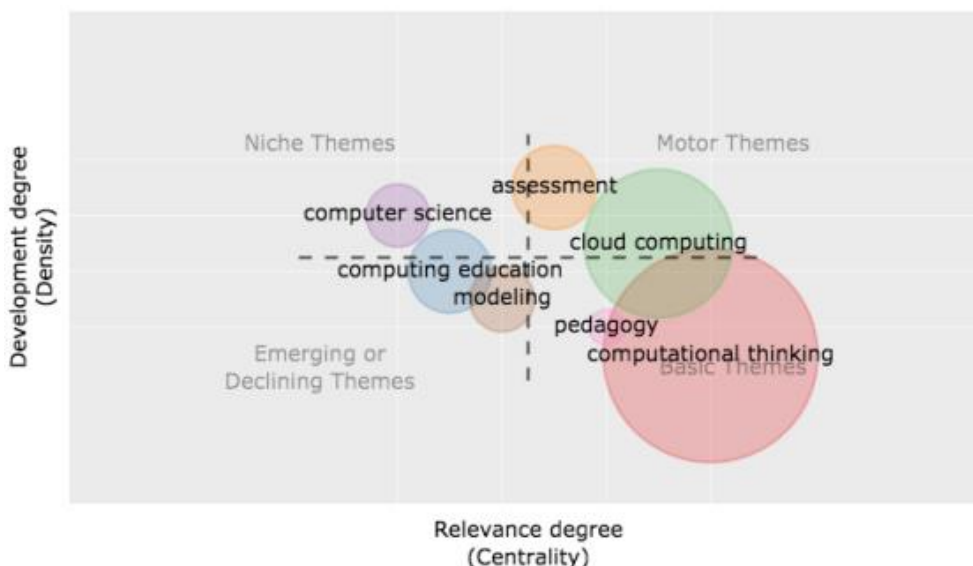 Niche Themes
Motor Themes
assessment
computer science
cloud computing
computing education
modeling
pedagogy
computational thinking
Basic Themes
Emerging or
Declining Themes
Development degree
(Density)
Relevance degree
(Centrality)